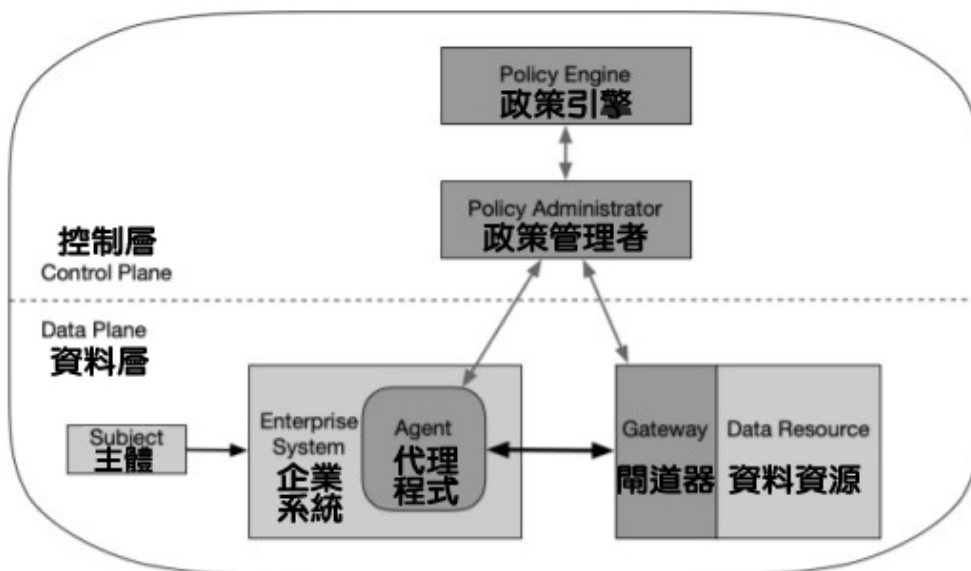 Policy Engine
政策引擎
Policy Administrator
政策管理者
控制層
Control Plane
Data Plane
資料層
Subject
主體
Enterprise
System
企業
系統
Agent
代理
程式
Gateway
閘道器
Data Resource
資料資源